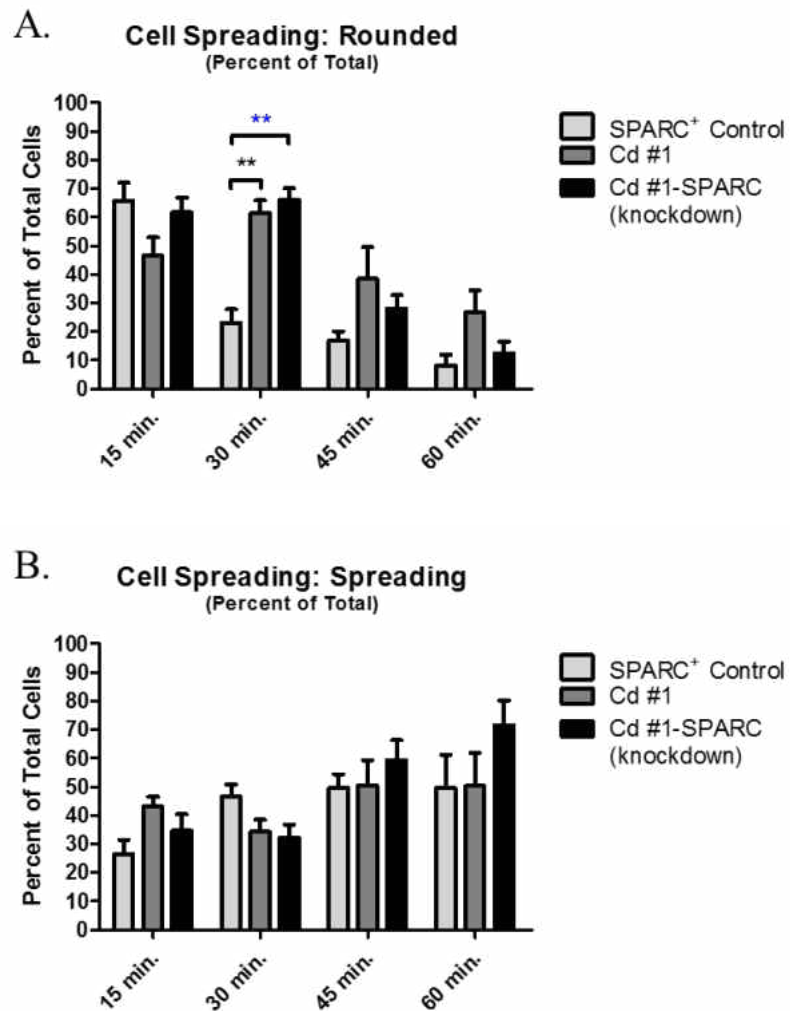 A.
Cell Spreading: Rounded
(Percent of Total)
Percent of Total Cells
100
90
80
70
60
50
40
30
20
10
0
**
**
15 min.
30 min.
45 min.
60 min.
SPARC+ Control
Cd #1
Cd #1-SPARC
(knockdown)
B.
Cell Spreading: Spreading
(Percent of Total)
Percent of Total Cells
100
90
80
70
60
50
40
30
20
10
0
15 min.
30 min.
45 min.
60 min.
SPARC+ Control
Cd #1
Cd #1-SPARC
(knockdown)